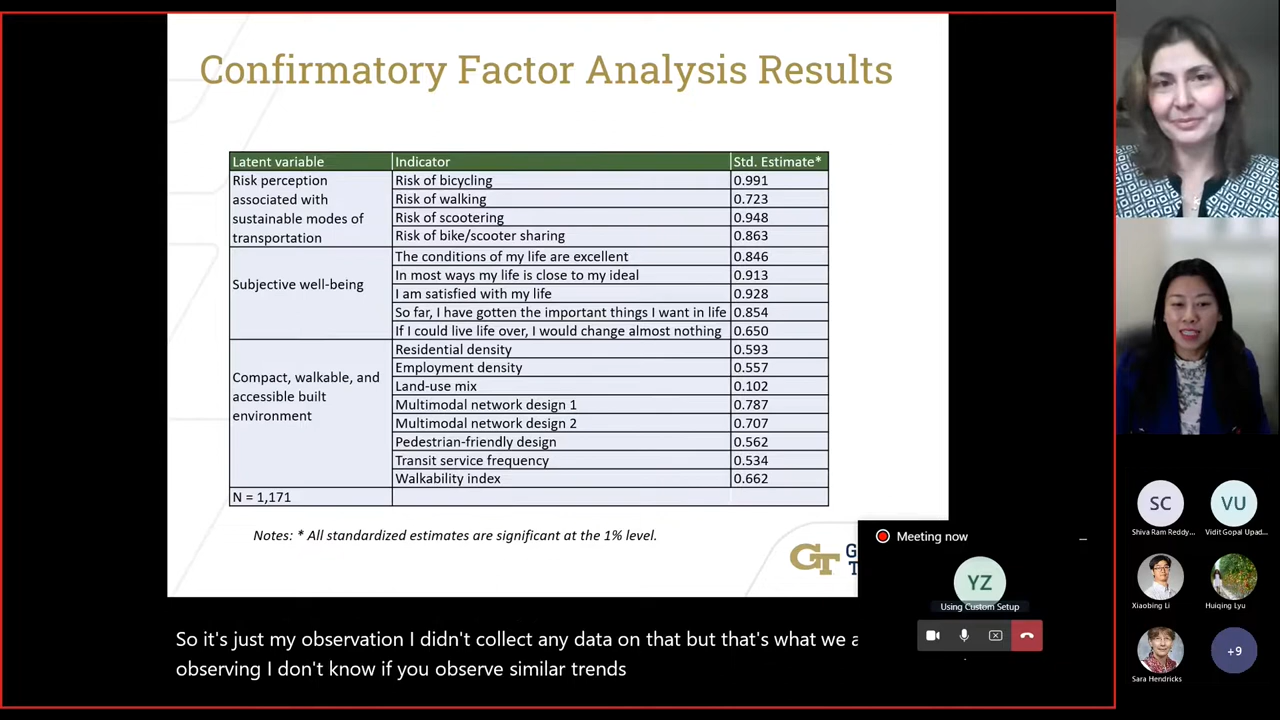 Confirmatory Factor Analysis Results
Latent variable Indicator Std. Estimate*
Risk perception associated with sustainable modes of transportation
Risk of bicycling 0.991
Risk of walking 0.723
Risk of scootering 0.948
Risk of bike/scooter sharing 0.863
Subjective well-being
The conditions of my life are excellent 0.846
In most ways my life is close to my ideal 0.913
I am satisfied with my life 0.928
So far, I have gotten the important things I want in life 0.854
If I could live life over, I would change almost nothing 0.650
Compact, walkable, and accessible built environment
Residential density 0.593
Employment density 0.557
Land-use mix 0.102
Multimodal network design 1 0.787
Multimodal network design 2 0.707
Pedestrian-friendly design 0.562
Transit service frequency 0.534
Walkability index 0.662
N = 1,171
Notes: * All standardized estimates are significant at the 1% level.
GT G
T
Meeting now
YZ
Using Custom Setup
So it's just my observation I didn't collect any data on that but that's what we a
observing I don't know if you observe similar trends
SC VU
Shiva Ram Reddy... Vidit Gopal Upad...
Xiaobing Li Huiqing Lyu
Sara Hendricks
+9